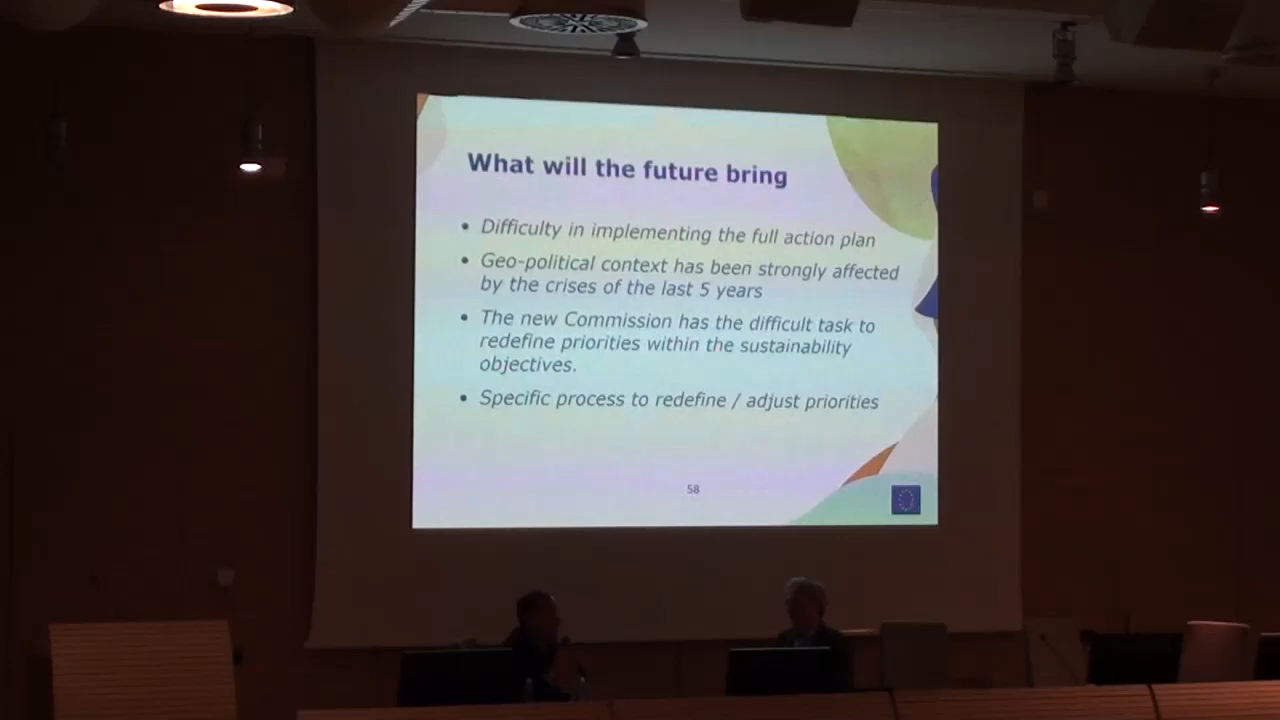 What will the future bring
• Difficulty in implementing the full action plan
• Geo-political context has been strongly affected
by the crises of the last 5 years
• The new Commission has the difficult task to
redefine priorities within the sustainability
objectives.
• Specific process to redefine / adjust priorities
58